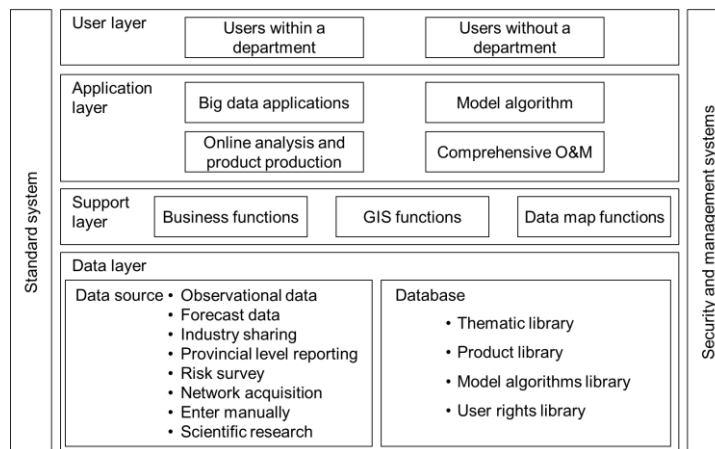 Standard system
User layer
Users within a
department
Users without a
department
Application
layer
Big data applications
Model algorithm
Online analysis and
product production
Comprehensive O&M
Support
layer
Business functions
GIS functions
Data map functions
Data layer
Data source
• Observational data
• Forecast data
• Industry sharing
• Provincial level reporting
• Risk survey
• Network acquisition
• Enter manually
• Scientific research
Database
• Thematic library
• Product library
• Model algorithms library
• User rights library
Security and management systems